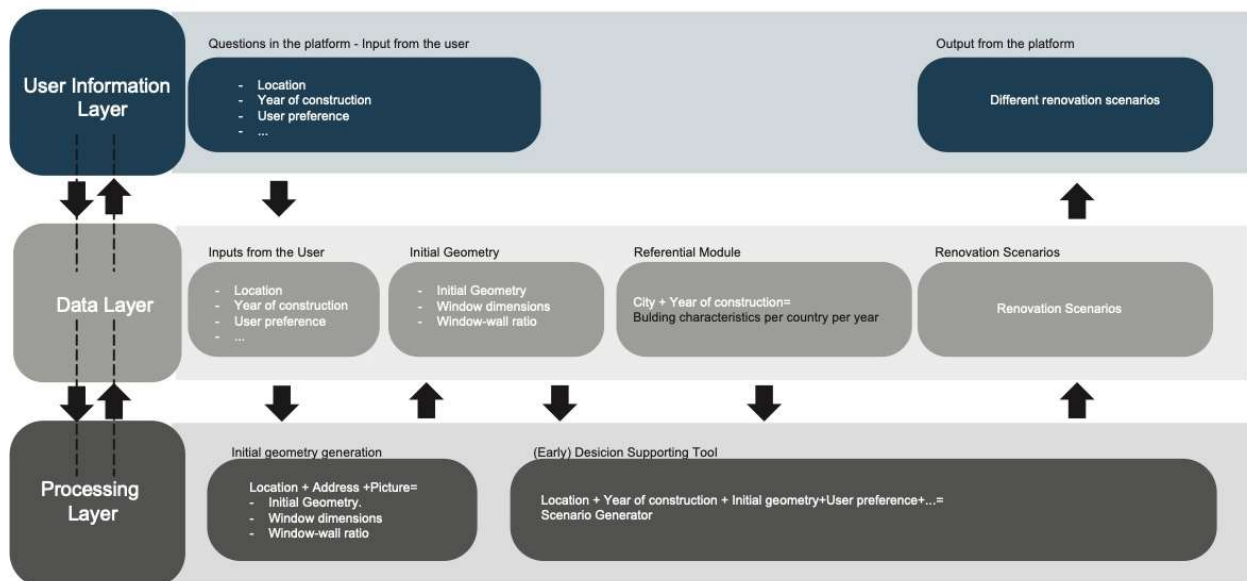 User Information
Layer
Questions in the platform - Input from the user
- Location
- Year of construction
- User preference
- ...
Output from the platform
Different renovation scenarios
Data Layer
Inputs from the User
- Location
- Year of construction
- User preference
- ...
Initial Geometry
- Initial Geometry
- Window dimensions
- Window-wall ratio
Referential Module
City + Year of construction=
Bulding characteristics per country per year
Renovation Scenarios
Renovation Scenarios
Processing
Layer
Initial geometry generation
Location + Address +Picture=
- Initial Geometry.
- Window dimensions
- Window-wall ratio
(Early) Desicion Supporting Tool
Location + Year of construction + Initial geometry+User preference+...=
Scenario Generator